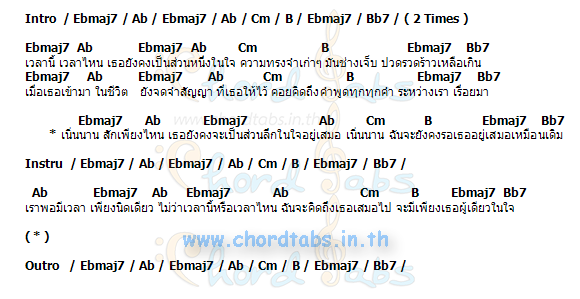 Intro / Ebmaj7 / Ab / Ebmaj7 / Ab / Cm / B / Ebmaj7 / Bb7 / ( 2 Times )
Ebmaj7 Ab Ebmaj7 Ab Cm B Ebmaj7 Bb7
เวลานี้ เวลาไหน เธอยังคงเป็นส่วนหนึ่งในใจ ความทรงจำเก่าๆ มันช่างเจ็บ ปวดรวดร้าวเหลือเกิน
Ebmaj7 Ab Ebmaj7 Ab Cm B Ebmaj7 Bb7
เมื่อเธอเข้ามา ในชีวิต ยังจดจำสัญญา ที่เธอให้ไว้ คอยคิดถึงคำพูดทุกทุกคำ ระหว่างเรา เรื่อยมา
Ebmaj7 Ab Ebmaj7 Ab Cm B Ebmaj7 Bb7
* เนิ่นนาน สักเพียงไหน เธอยังคงจะเป็นส่วนลึกในใจอยู่เสมอ เนิ่นนาน ฉันจะยังคงรอเธออยู่เสมอเหมือนเดิม
Instru / Ebmaj7 / Ab / Ebmaj7 / Ab / Cm / B / Ebmaj7 / Bb7 /
Ab Ebmaj7 Ab Ebmaj7 Ab Cm B Ebmaj7 Bb7
เราพอมีเวลา เพียงนิดเดียว ไม่ว่าเวลานี้หรือเวลาไหน ฉันจะคิดถึงเธอเสมอไป จะมีเพียงเธอผู้เดียวในใจ
( * )
www.chordtabs.in.th
Outro / Ebmaj7 / Ab / Ebmaj7 / Ab / Cm / B / Ebmaj7 / Bb7 /